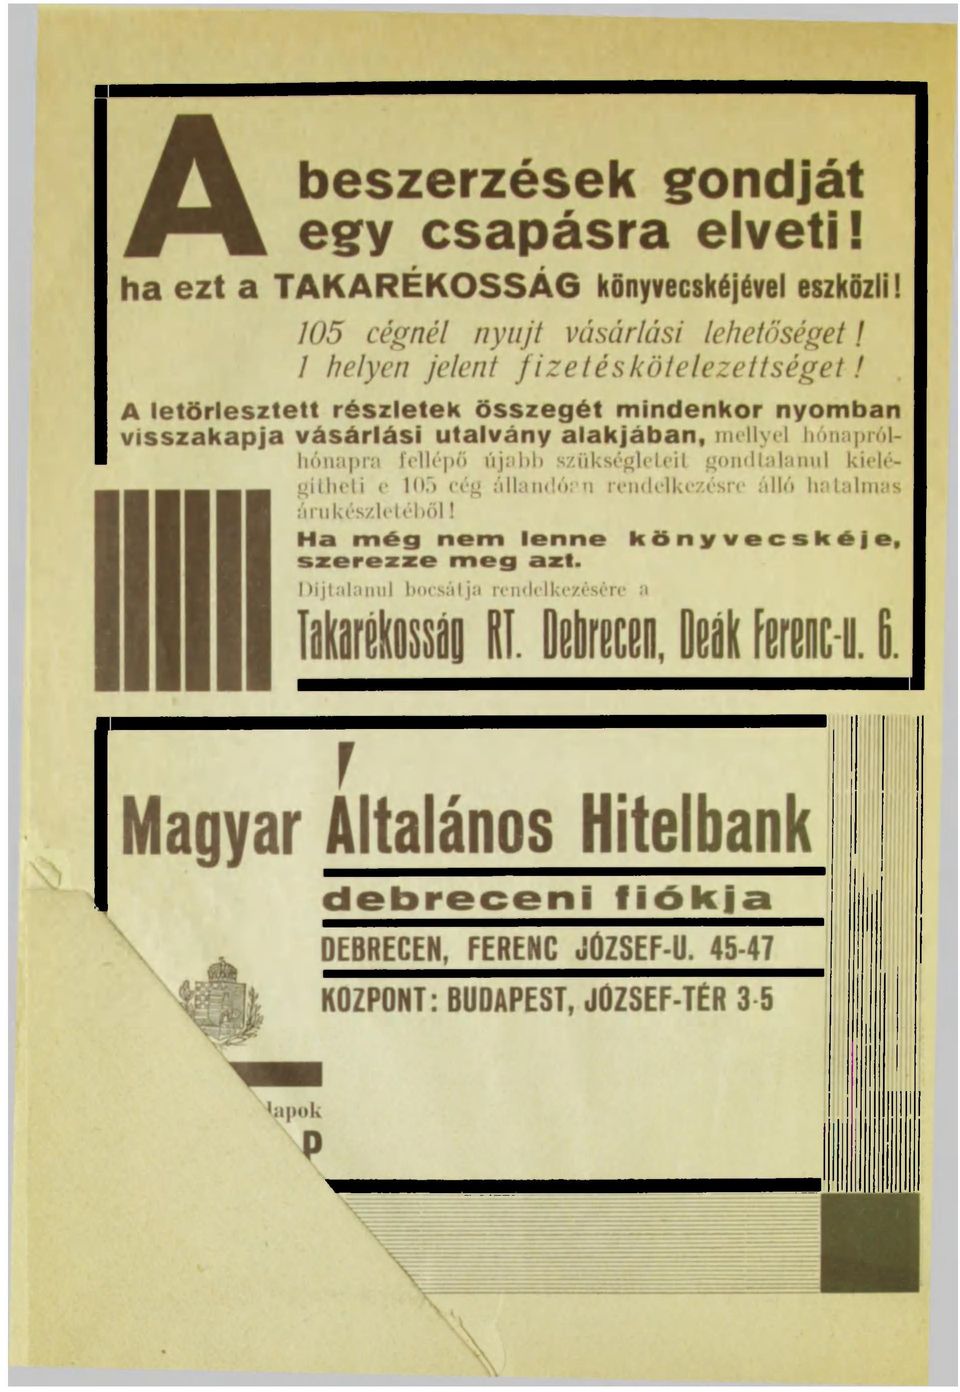 A beszerzések gondját
egy csapásra elveti!
ha ezt a TAKARÉKOSSÁG könyvecskéjével eszközli!
105 cégnél nyujt vásárlási lehetőséget!
1 helyen jelent fizetéskötelezettséget!
A letörlesztett részletek összegét mindenkor nyomban
visszakapja vásárlási utalvány alakjában, mellyel hónapról-
hónapra fellépő újabb szükségleteit gondtalanul kielé-
gítheti e 105 cég állandóan rendelkezésre álló hatalmas
árukészletéből!
Ha még nem lenne könyvecskéje,
szerezze meg azt.
Díjtalanul bocsátja rendelkezésére a
Takarékosság RT. Debrecen, Deák Ferenc-u. 6.
Magyar Általános Hitelbank
debreceni fiókja
DEBRECEN, FERENC JÓZSEF-U. 45-47
KÖZPONT: BUDAPEST, JÓZSEF-TÉR 3-5
lapok
P